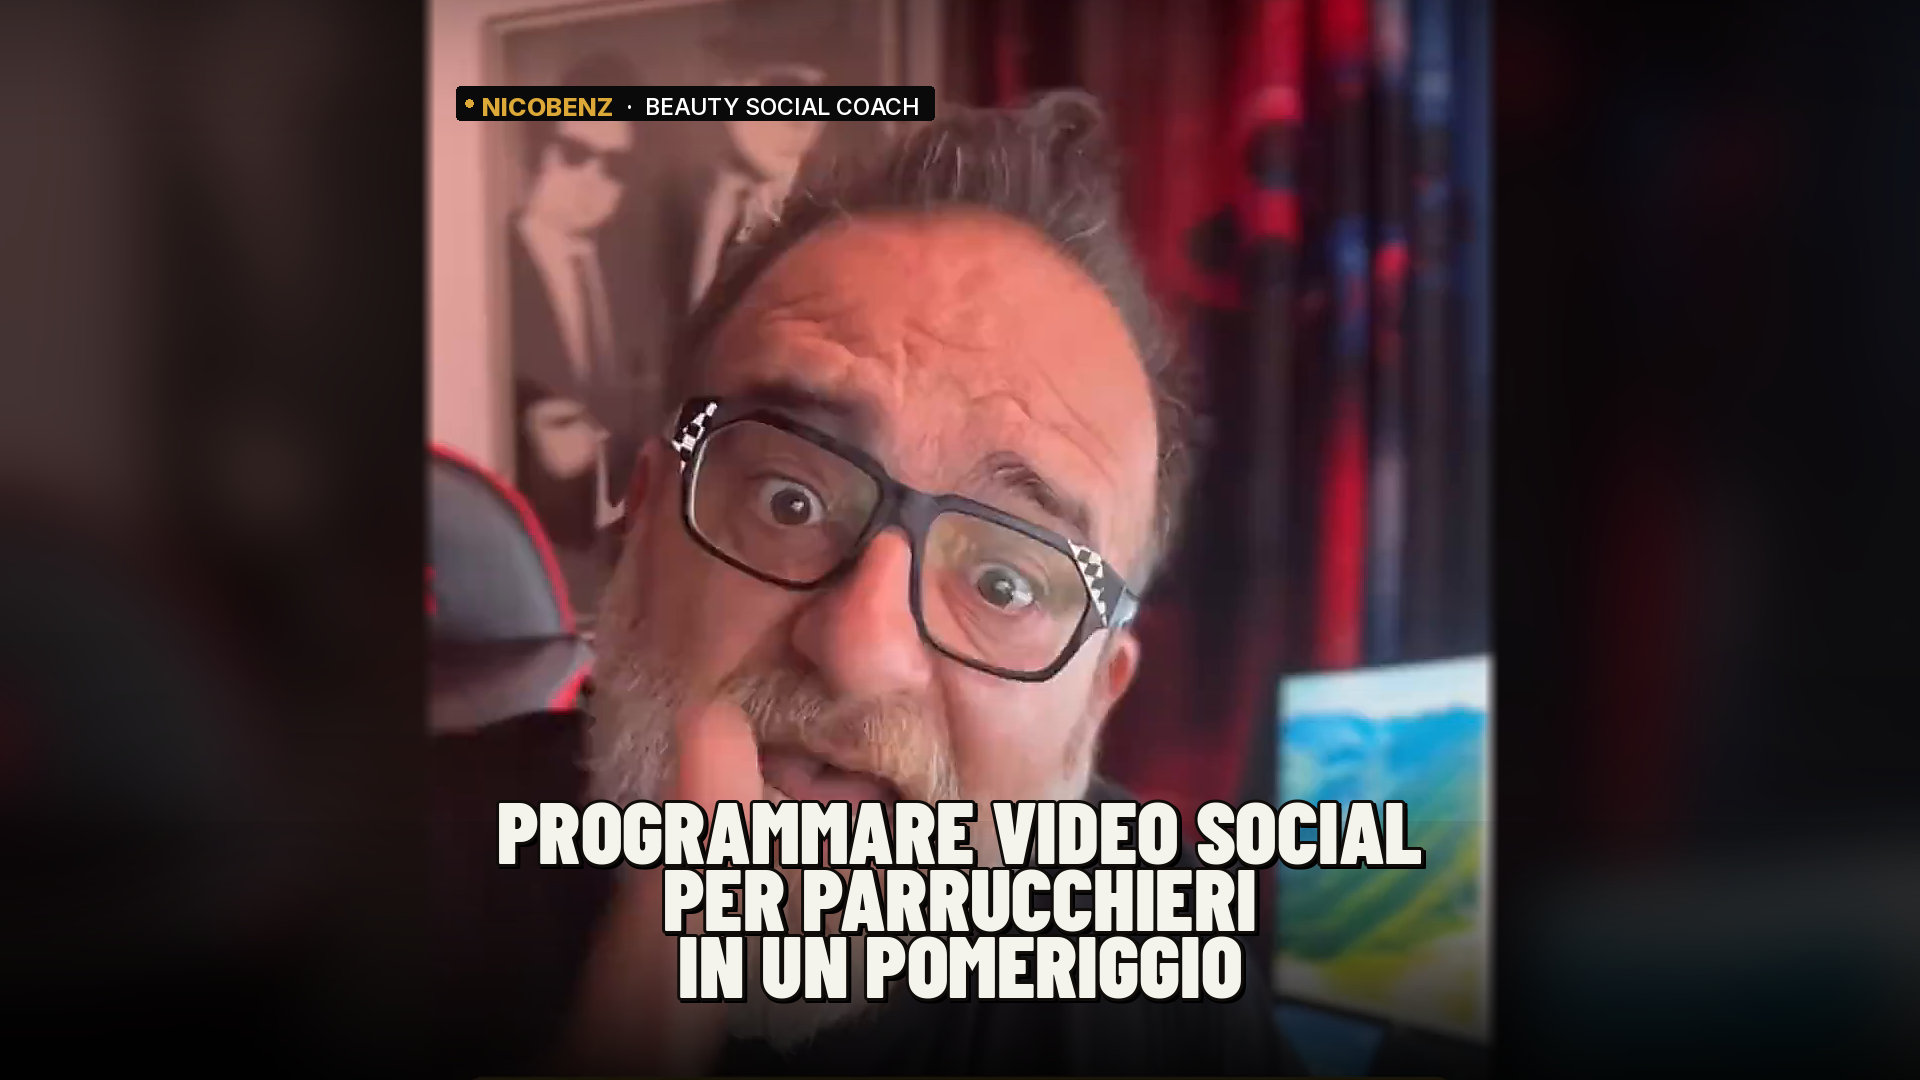 NICOBENZ · BEAUTY SOCIAL COACH
PROGRAMMARE VIDEO SOCIAL
PER PARRUCCHIERI
IN UN POMERIGGIO